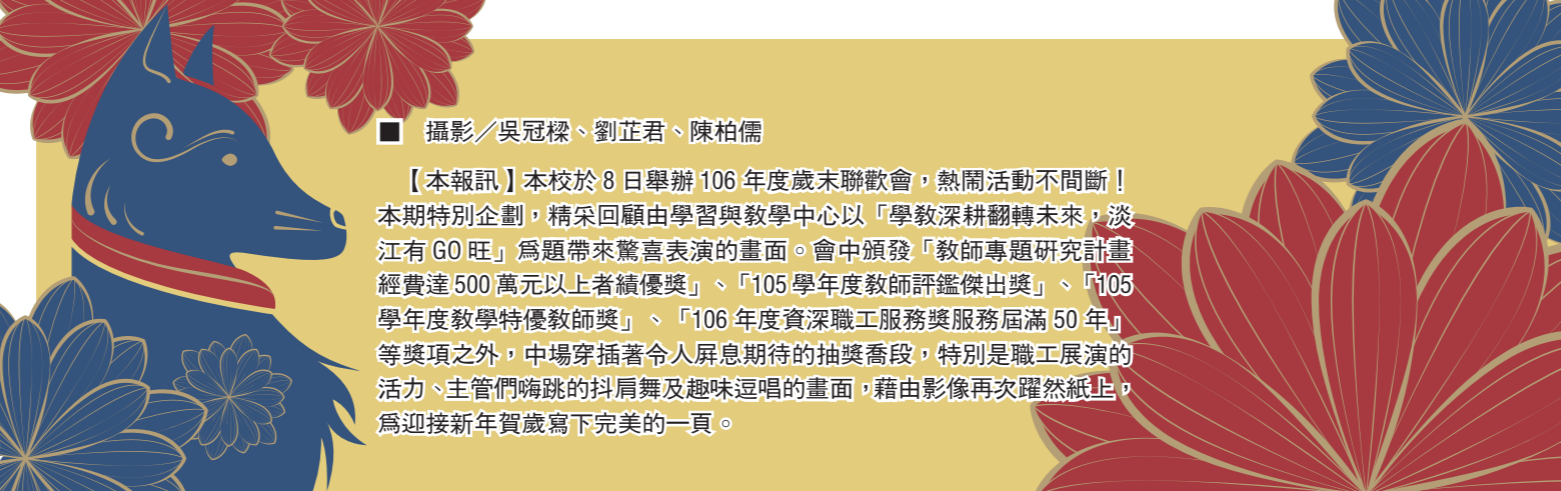 ■ 攝影／吳冠樑、劉芷君、陳柏儒
【本報訊】本校於 8 日舉辦 106 年度歲末聯歡會，熱鬧活動不間斷！
本期特別企劃，精采回顧由學習與教學中心以「學教深耕翻轉未來，淡
江有 GO 旺」為題帶來驚喜表演的畫面。會中頒發「教師專題研究計畫
經費達 500 萬元以上者績優獎」、「105 學年度教師評鑑傑出獎」、「105
學年度教學特優教師獎」、「106 年度資深職工服務獎服務屆滿 50 年」
等獎項之外，中場穿插著令人屏息期待的抽獎喬段，特別是職工展演的
活力、主管們嗨跳的抖肩舞及趣味逗唱的畫面，藉由影像再次躍然紙上，
為迎接新年賀歲寫下完美的一頁。